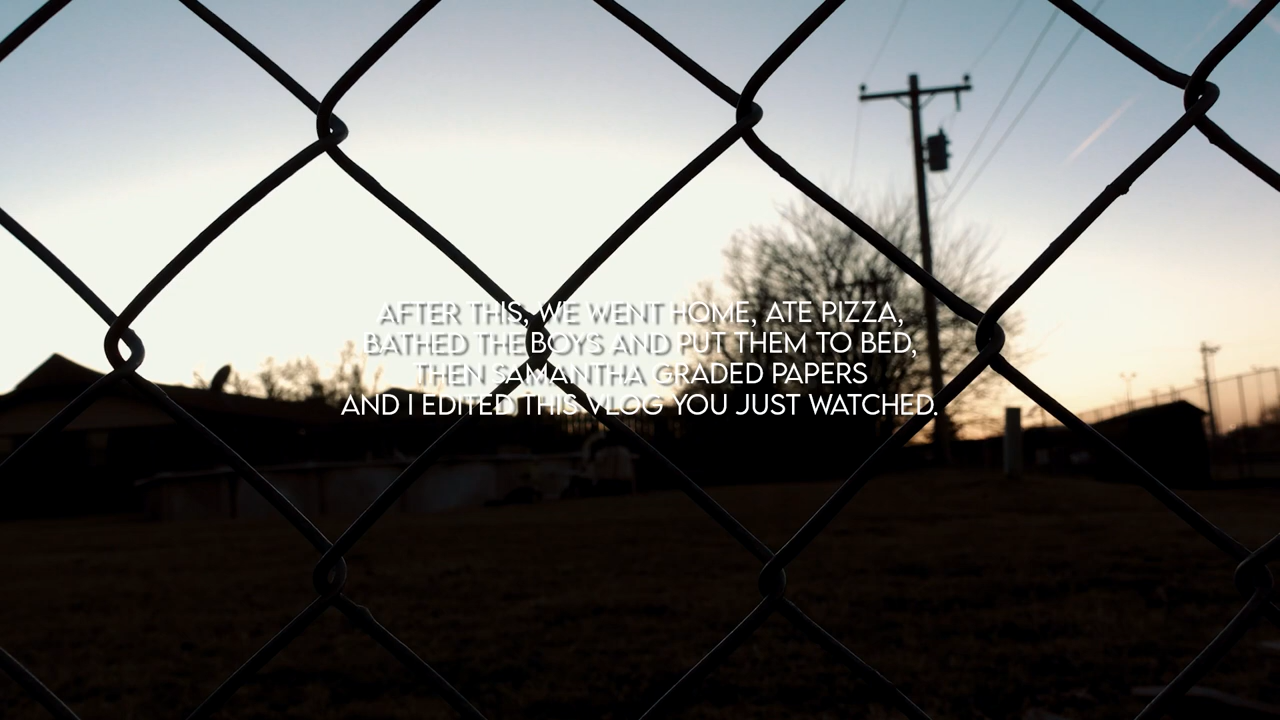 AFTER THIS, WE WENT HOME, ATE PIZZA,
BATHED THE BOYS AND PUT THEM TO BED,
THEN SAMANTHA GRADED PAPERS
AND I EDITED THIS VLOG YOU JUST WATCHED.